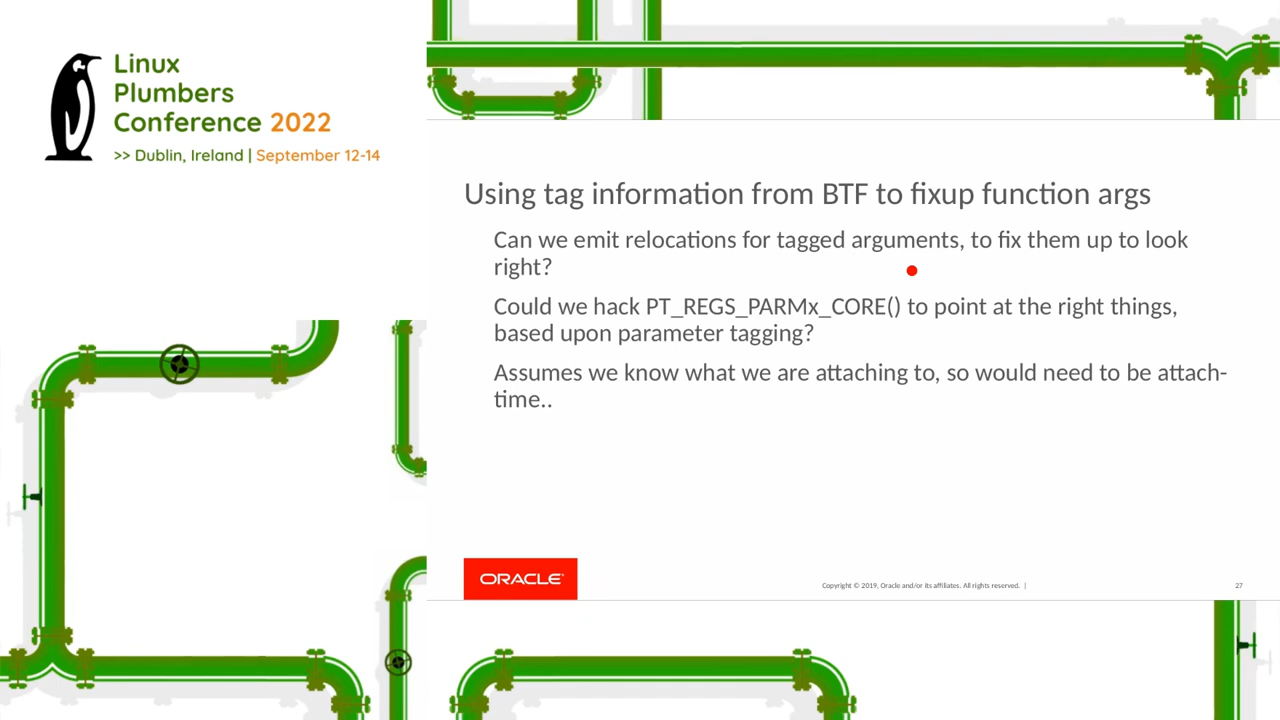 Linux
Plumbers
Conference 2022
>> Dublin, Ireland | September 12-14
Using tag information from BTF to fixup function args
Can we emit relocations for tagged arguments, to fix them up to look
right?
Could we hack PT_REGS_PARMx_CORE() to point at the right things,
based upon parameter tagging?
Assumes we know what we are attaching to, so would need to be attach-
time..
ORACLE
Copyright © 2019, Oracle and/or its affiliates. All rights reserved. |
27